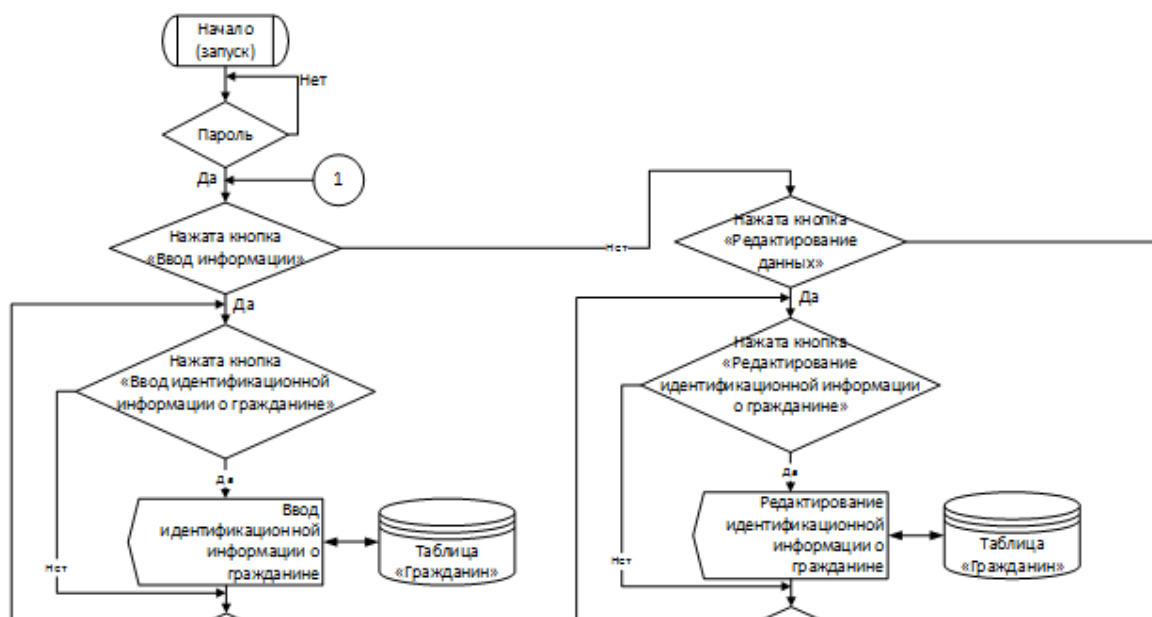 Начало
(запуск)
Нет
Пароль
Да
1
Нажата кнопка
«Ввод информации»
Нет
Нажата кнопка
«Редактирование
данных»
Да
Да
Нажата кнопка
«Ввод идентификационной
информации о гражданине»
Нажата кнопка
«Редактирование
идентификационной информации
о гражданине»
Да
Да
Ввод
идентификационной
информации о
гражданине
Таблица
«Гражданин»
Редактирование
идентификационной
информации о
гражданине
Таблица
«Гражданин»
Нет
Нет